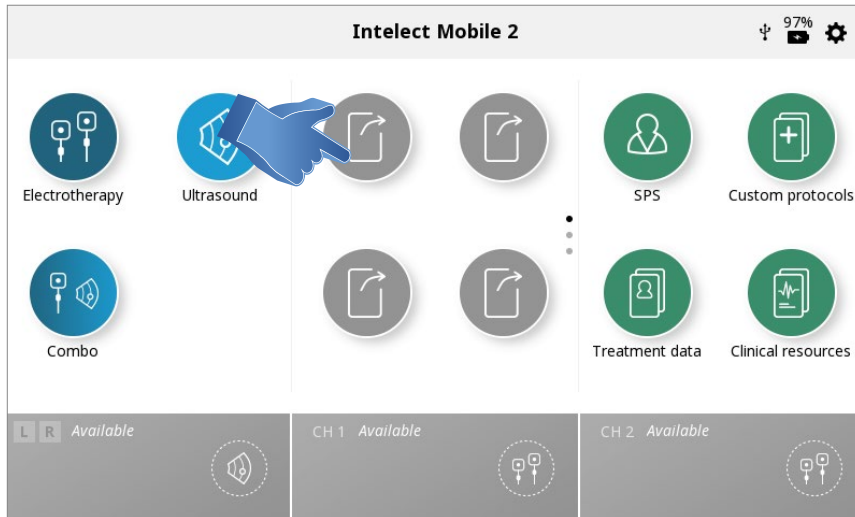 Intelect Mobile 2
97%
Electrotherapy
Ultrasound
SPS
Custom protocols
Combo
Treatment data
Clinical resources
L R Available
CH 1 Available
CH 2 Available